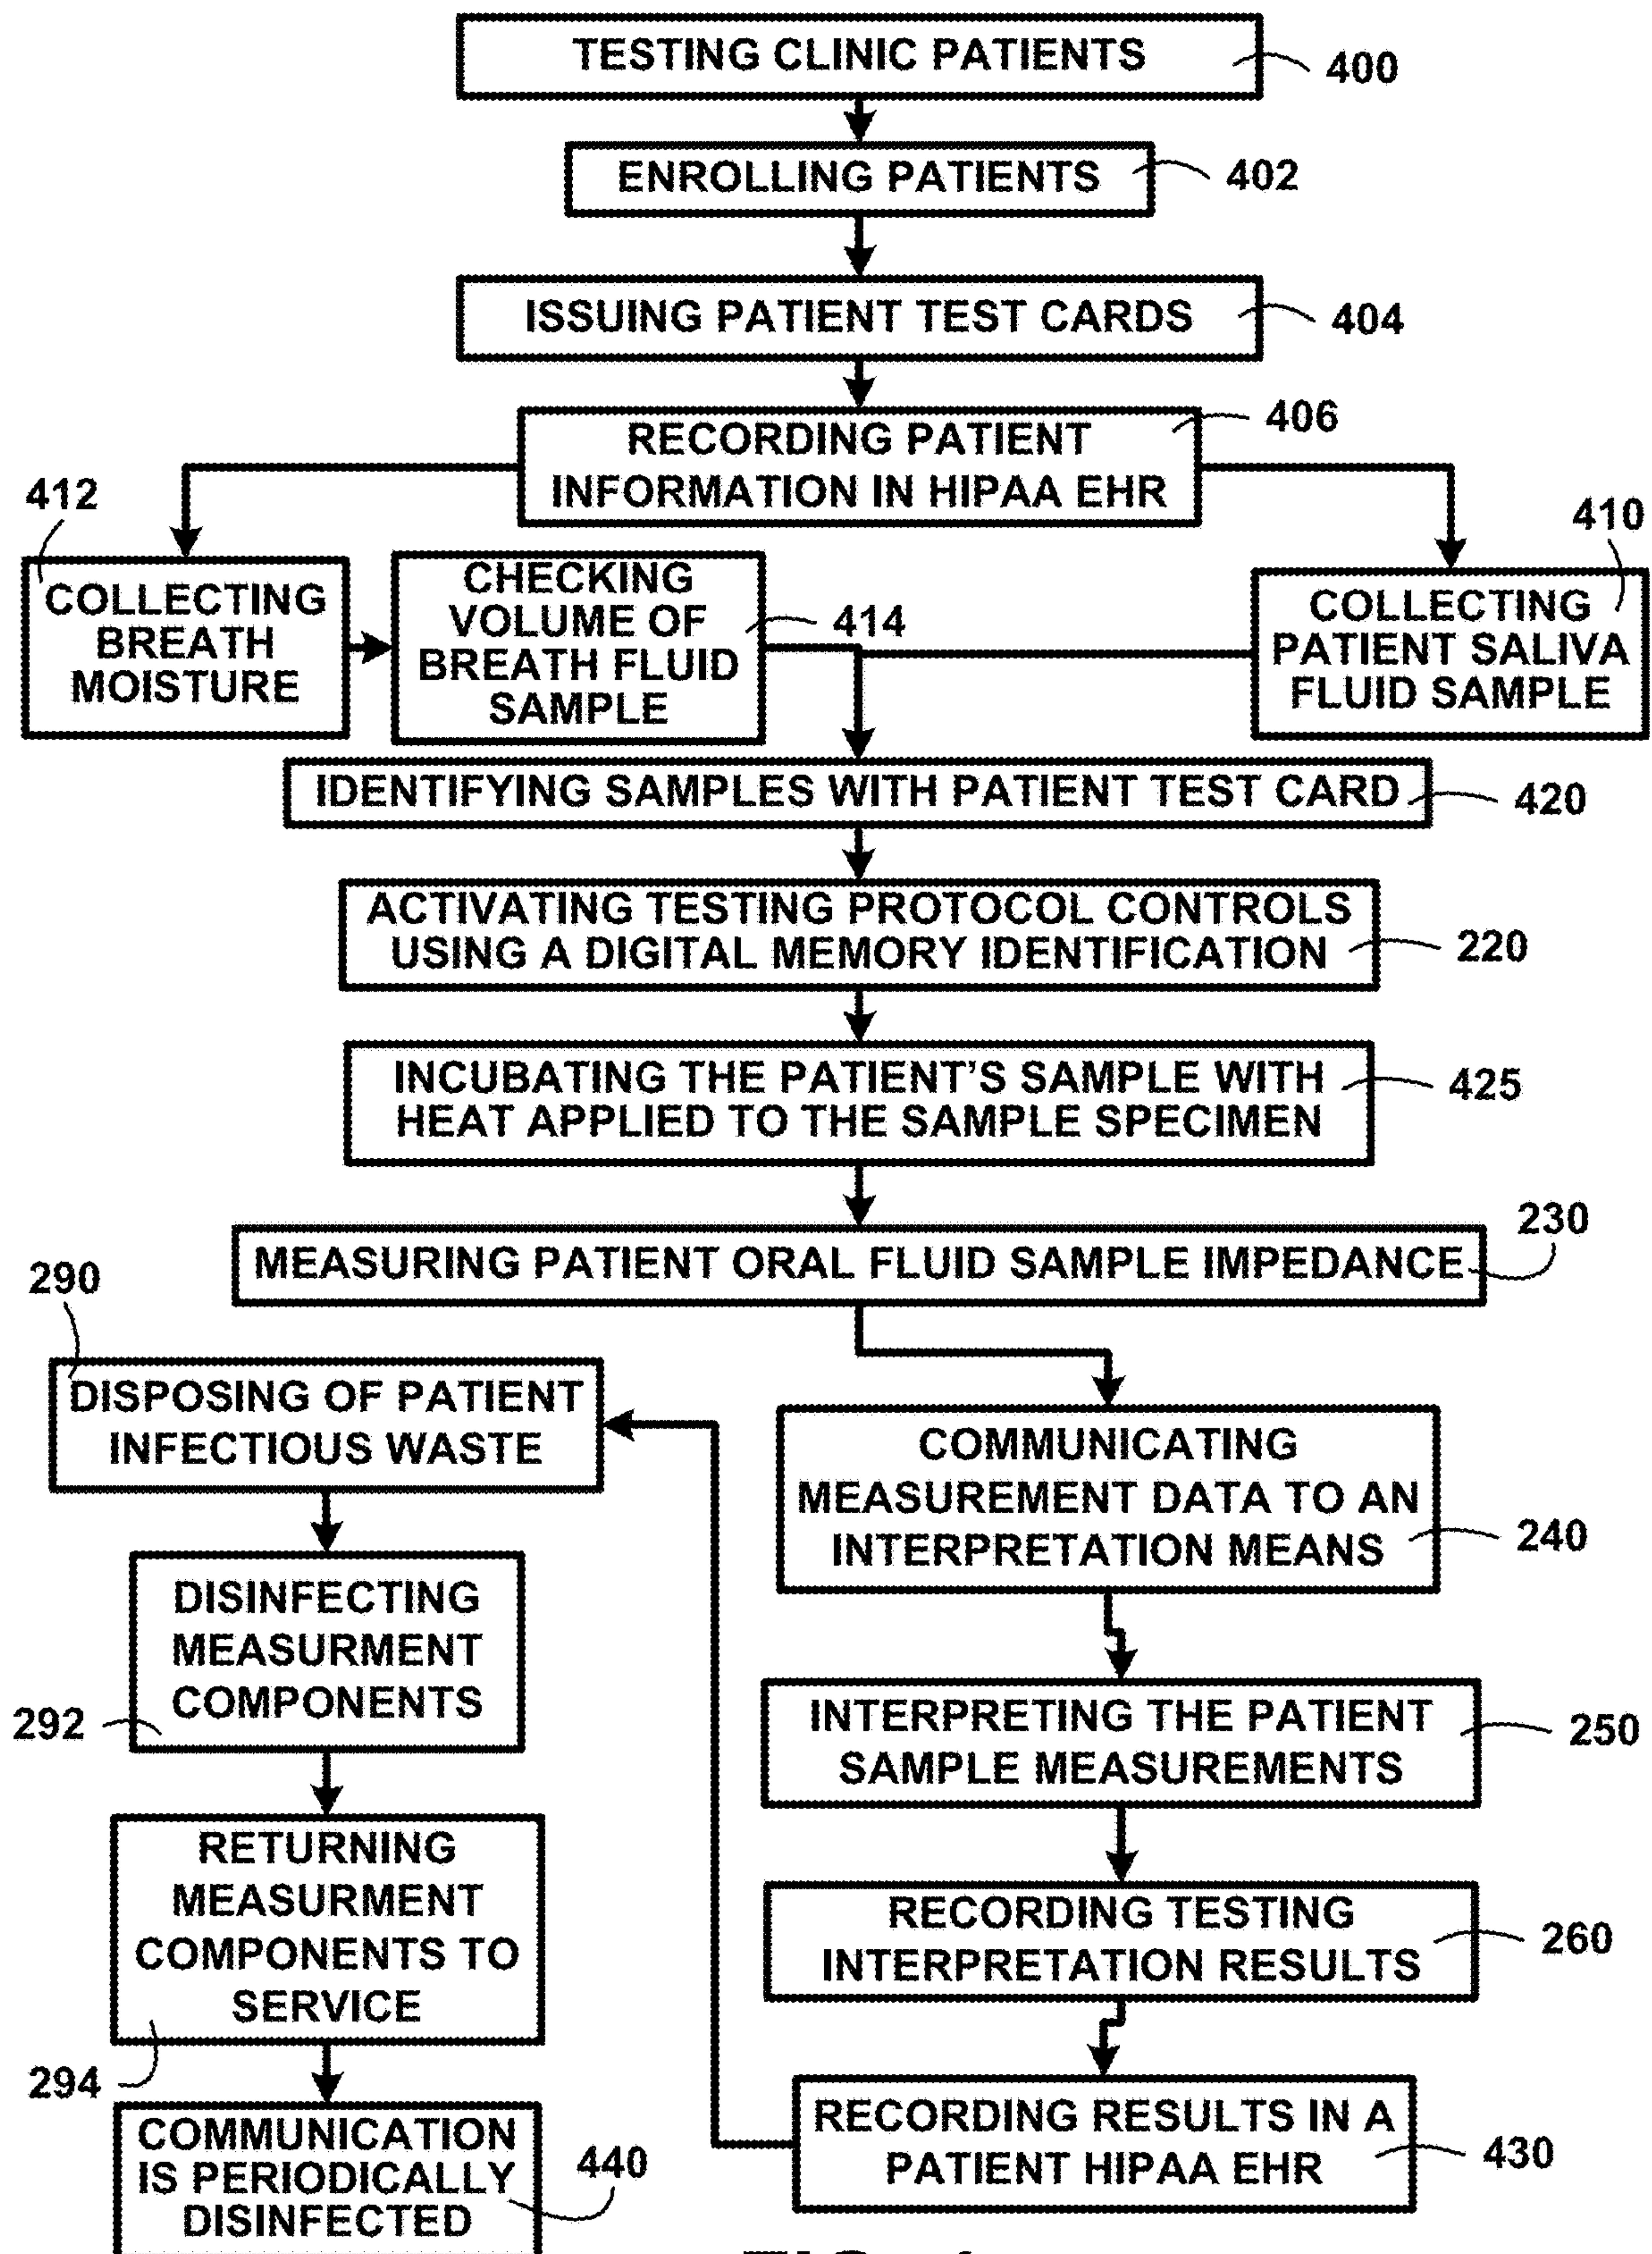 TESTING CLINIC PATIENTS
400
ENROLLING PATIENTS
402
ISSUING PATIENT TEST CARDS
404
RECORDING PATIENT
INFORMATION IN HIPAA EHR
406
412
COLLECTING
BREATH
MOISTURE
CHECKING
VOLUME OF
BREATH FLUID
SAMPLE
414
410
COLLECTING
PATIENT SALIVA
FLUID SAMPLE
IDENTIFYING SAMPLES WITH PATIENT TEST CARD
420
ACTIVATING TESTING PROTOCOL CONTROLS
USING A DIGITAL MEMORY IDENTIFICATION
220
INCUBATING THE PATIENT'S SAMPLE WITH
HEAT APPLIED TO THE SAMPLE SPECIMEN
425
MEASURING PATIENT ORAL FLUID SAMPLE IMPEDANCE
230
290
DISPOSING OF PATIENT
INFECTIOUS WASTE
COMMUNICATING
MEASUREMENT DATA TO AN
INTERPRETATION MEANS
240
DISINFECTING
MEASURMENT
COMPONENTS
292
INTERPRETING THE PATIENT
SAMPLE MEASUREMENTS
250
RETURNING
MEASURMENT
COMPONENTS TO
SERVICE
294
RECORDING TESTING
INTERPRETATION RESULTS
260
COMMUNICATION
IS PERIODICALLY
DISINFECTED
440
RECORDING RESULTS IN A
PATIENT HIPAA EHR
430